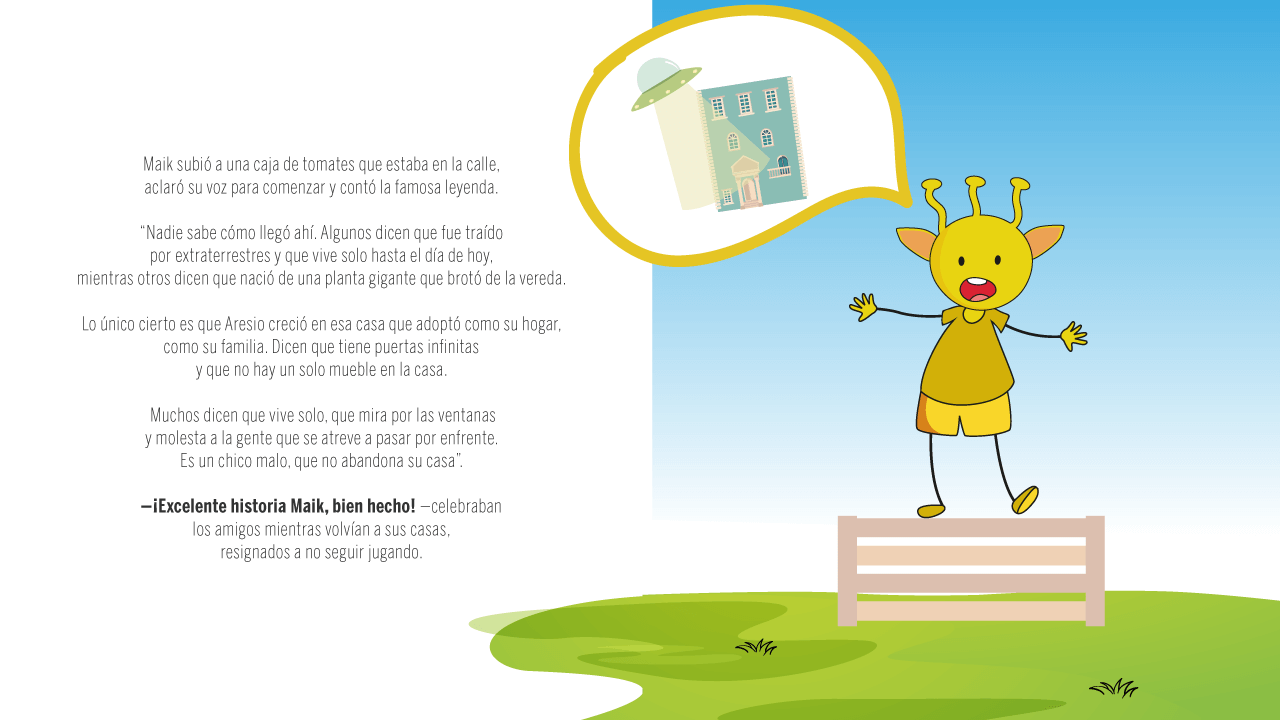 Maik subió a una caja de tomates que estaba en la calle,
aclaró su voz para comenzar y contó la famosa leyenda.
“Nadie sabe cómo llegó ahí. Algunos dicen que fue traído
por extraterrestres y que vive solo hasta el día de hoy,
mientras otros dicen que nació de una planta gigante que brotó de la vereda.
Lo único cierto es que Aresio creció en esa casa que adoptó como su hogar,
como su familia. Dicen que tiene puertas infinitas
y que no hay un solo mueble en la casa.
Muchos dicen que vive solo, que mira por las ventanas
y molesta a la gente que se atreve a pasar por enfrente.
Es un chico malo, que no abandona su casa”.
—¡Excelente historia Maik, bien hecho! —celebraban
los amigos mientras volvían a sus casas,
resignados a no seguir jugando.